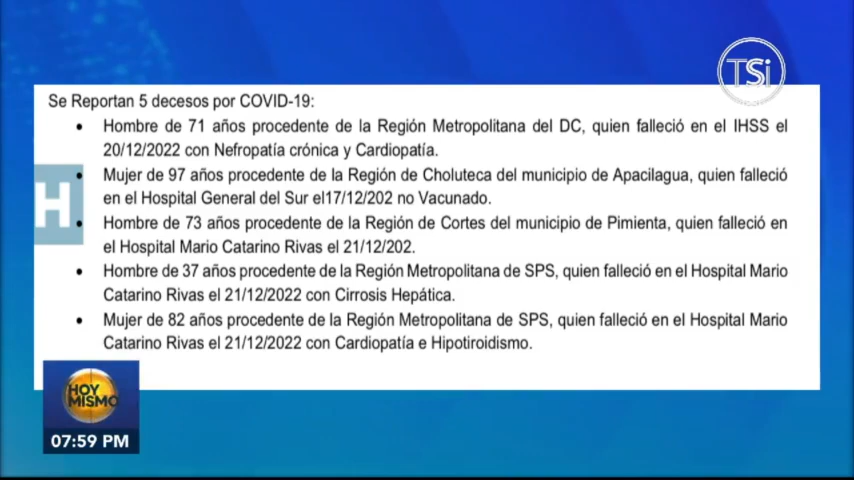 TSi
Se Reportan 5 decesos por COVID-19:
• Hombre de 71 años procedente de la Región Metropolitana del DC, quien falleció en el IHSS el
20/12/2022 con Nefropatía crónica y Cardiopatía.
• Mujer de 97 años procedente de la Región de Choluteca del municipio de Apacilagua, quien falleció
en el Hospital General del Sur el17/12/202 no Vacunado.
• Hombre de 73 años procedente de la Región de Cortes del municipio de Pimienta, quien falleció en
el Hospital Mario Catarino Rivas el 21/12/202.
• Hombre de 37 años procedente de la Región Metropolitana de SPS, quien falleció en el Hospital Mario
Catarino Rivas el 21/12/2022 con Cirrosis Hepática.
• Mujer de 82 años procedente de la Región Metropolitana de SPS, quien falleció en el Hospital Mario
Catarino Rivas el 21/12/2022 con Cardiopatía e Hipotiroidismo.
H
HOY
MISMO
07:59 PM